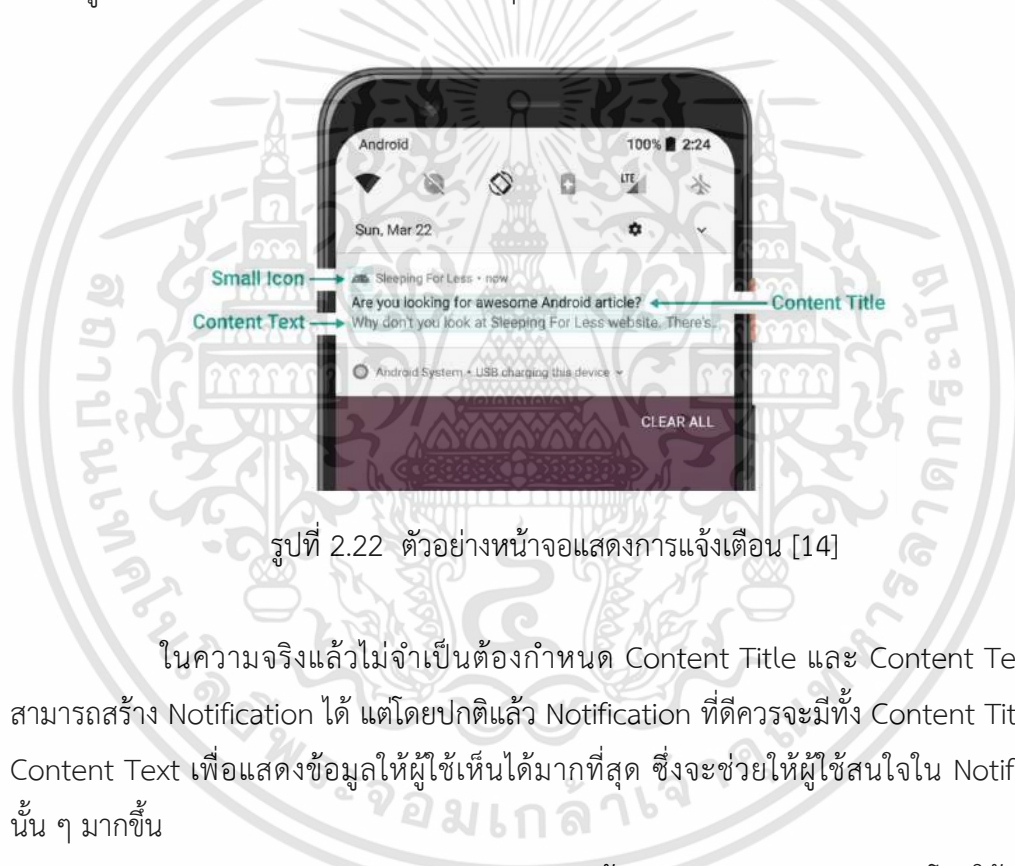 Android 100% 2:24
LTE
Sun, Mar 22
Small Icon Sleeping For Less • now
Are you looking for awesome Android article? Content Title
Content Text Why don't you look at Sleeping For Less website. There's..
Android System • USB charging this device
CLEAR ALL
รูปที่ 2.22 ตัวอย่างหน้าจอแสดงการแจ้งเตือน [14]
ในความจริงแล้วไม่จำเป็นต้องกำหนด Content Title และ Content Te
สามารถสร้าง Notification ได้ แต่โดยปกติแล้ว Notification ที่ดีควรจะมีทั้ง Content Tit
Content Text เพื่อแสดงข้อมูลให้ผู้ใช้เห็นได้มากที่สุด ซึ่งจะช่วยให้ผู้ใช้สนใจใน Notif
นั้น ๆ มากขึ้น